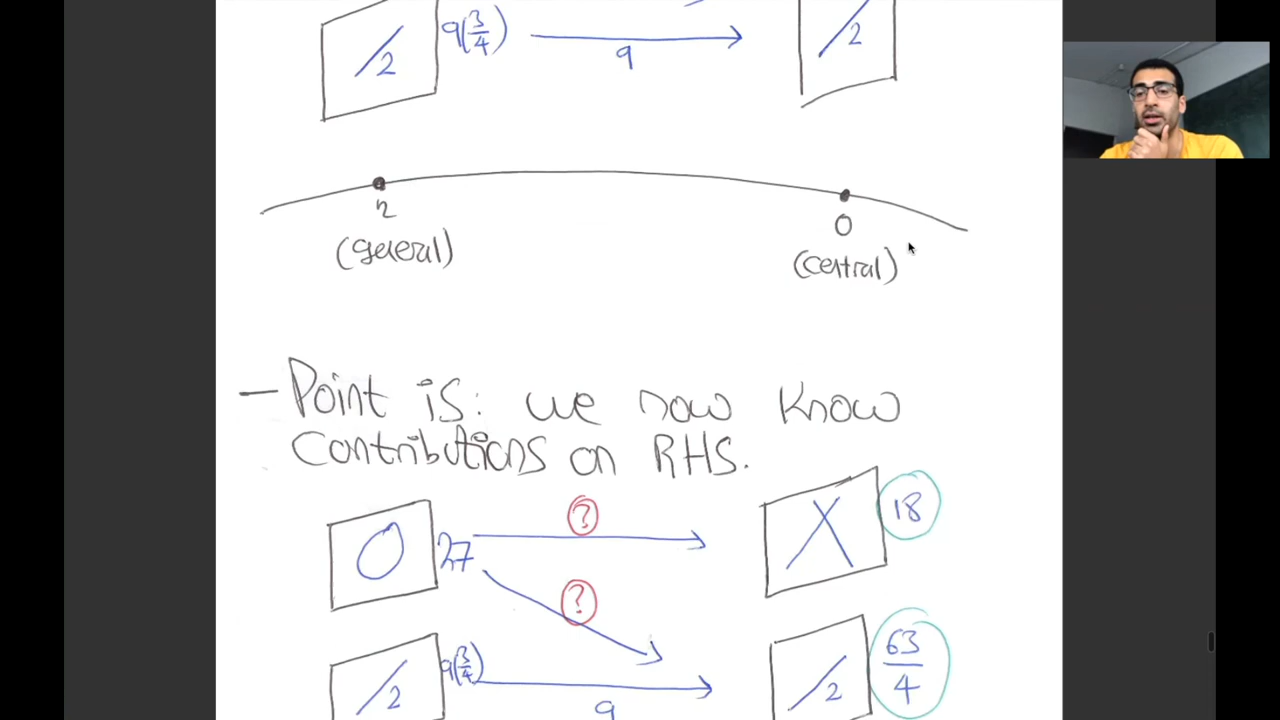 /2 9(3/4) → 9 /2
η 0
(general) (central)
- Point is: we now know
contributions on RHS.
O 27 ? X 18
?
/2 9(3/4) 9 /2 63/4